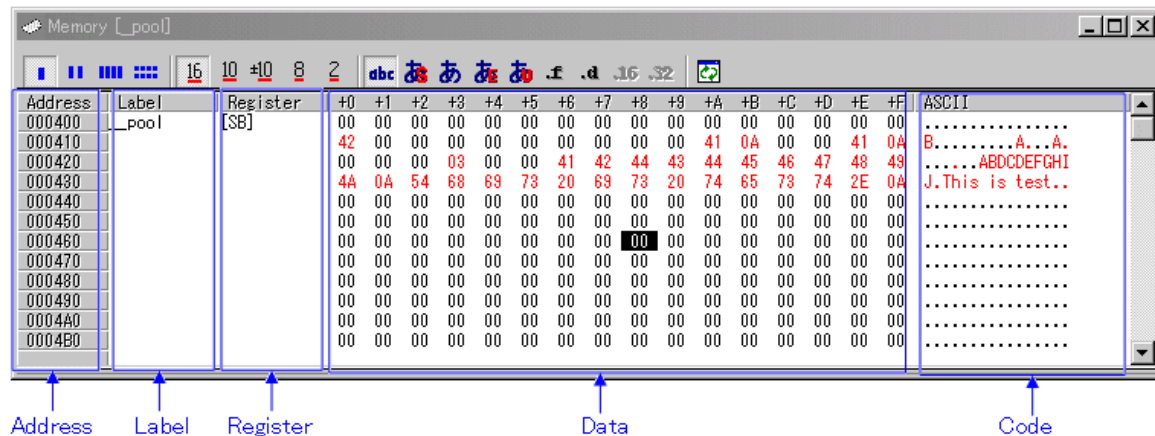 Memory [_pool]
16 10 ±10 8 2 abc あS あ あE あD .f .d .16 .32
Address Label Register +0 +1 +2 +3 +4 +5 +6 +7 +8 +9 +A +B +C +D +E +F ASCII
000400 __pool [SB] 00 00 00 00 00 00 00 00 00 00 00 00 00 00 00 00 ................
000410 42 00 00 00 00 00 00 00 00 00 41 0A 00 00 41 0A B.........A...A.
000420 00 00 00 03 00 00 41 42 44 43 44 45 46 47 48 49 ......ABDCDEFGHI
000430 4A 0A 54 68 69 73 20 69 73 20 74 65 73 74 2E 0A J.This is test..
000440 00 00 00 00 00 00 00 00 00 00 00 00 00 00 00 00 ................
000450 00 00 00 00 00 00 00 00 00 00 00 00 00 00 00 00 ................
000460 00 00 00 00 00 00 00 00 00 00 00 00 00 00 00 00 ................
000470 00 00 00 00 00 00 00 00 00 00 00 00 00 00 00 00 ................
000480 00 00 00 00 00 00 00 00 00 00 00 00 00 00 00 00 ................
000490 00 00 00 00 00 00 00 00 00 00 00 00 00 00 00 00 ................
0004A0 00 00 00 00 00 00 00 00 00 00 00 00 00 00 00 00 ................
0004B0 00 00 00 00 00 00 00 00 00 00 00 00 00 00 00 00 ................
Address Label Register Data Code